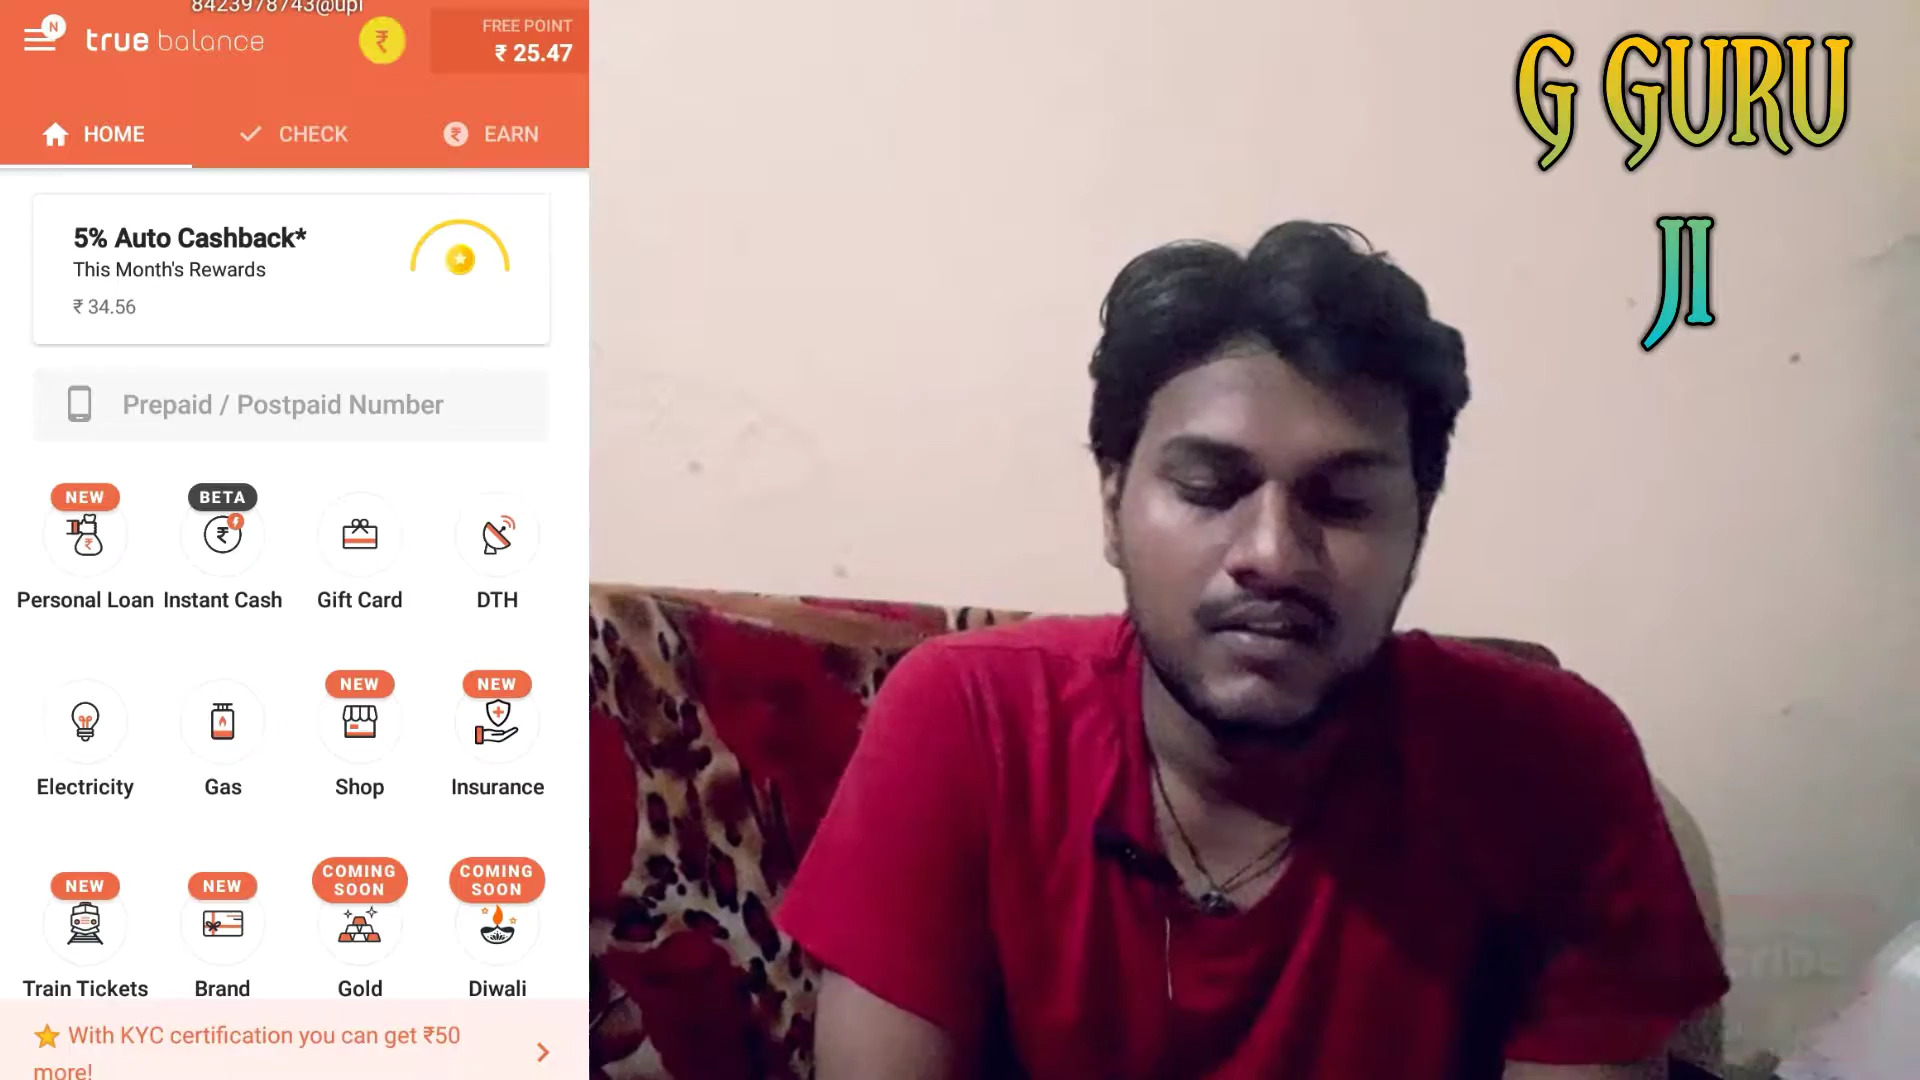 8423978743@upi
N
true balance
₹
FREE POINT
₹ 25.47
HOME
CHECK
₹ EARN
5% Auto Cashback*
This Month's Rewards
₹ 34.56
Prepaid / Postpaid Number
NEW
BETA
Personal Loan
Instant Cash
Gift Card
DTH
NEW
NEW
Electricity
Gas
Shop
Insurance
NEW
NEW
COMING SOON
COMING SOON
Train Tickets
Brand
Gold
Diwali
With KYC certification you can get ₹50
more!
G GURU
JI